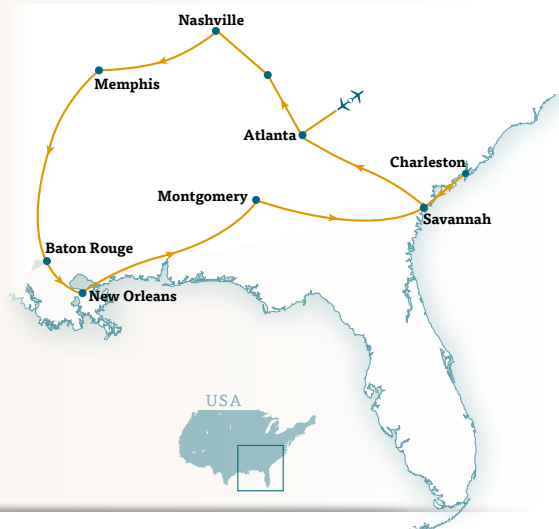 Nashville
Memphis
Atlanta
Charleston
Montgomery
Savannah
Baton Rouge
New Orleans
USA